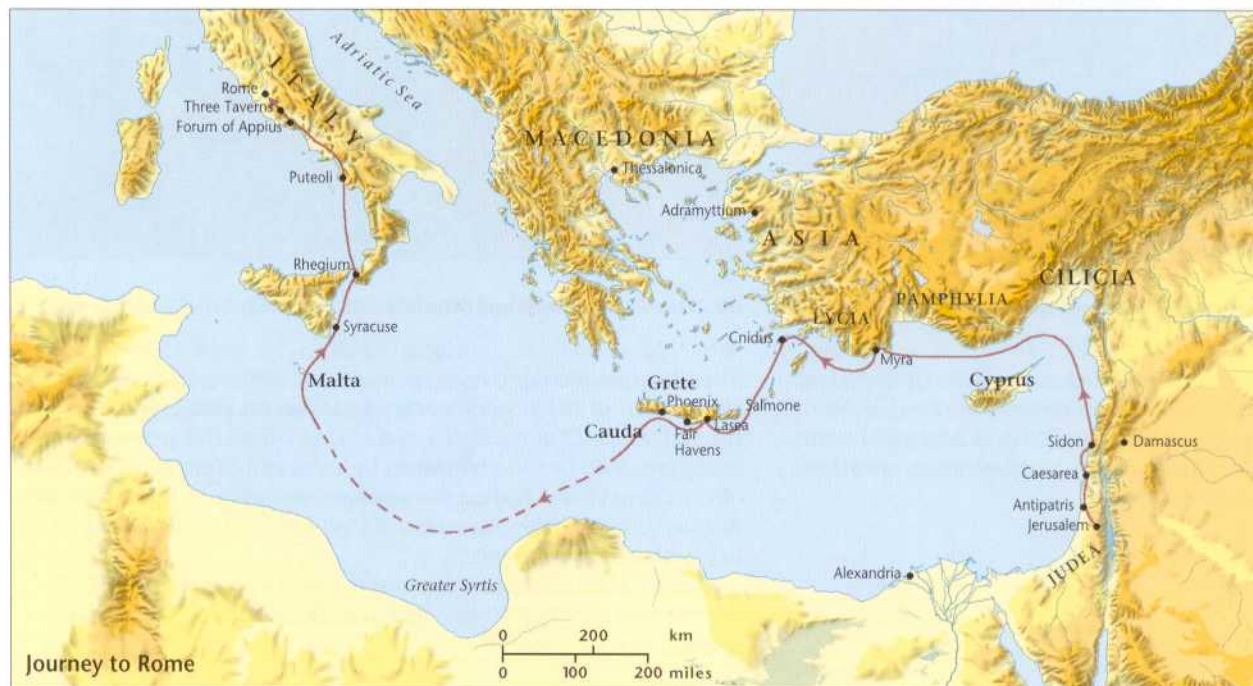 Adriatic Sea
ITALY
Rome
Three Taverns
Forum of Appius
MACEDONIA
Thessalonica
Puteoli
Adramyttium
ASIA
Rhegium
CILICIA
PAMPHYLIA
LYCIA
Syracuse
Cnidus
Myra
Malta
Grete
Cyprus
Phoenix
Salmone
Cauda
Fair
Havens
Lasea
Sidon
Damascus
Caesarea
Antipatris
Jerusalem
JUDEA
Alexandria
Greater Syrtis
0 200 km
0 100 200 miles
Journey to Rome